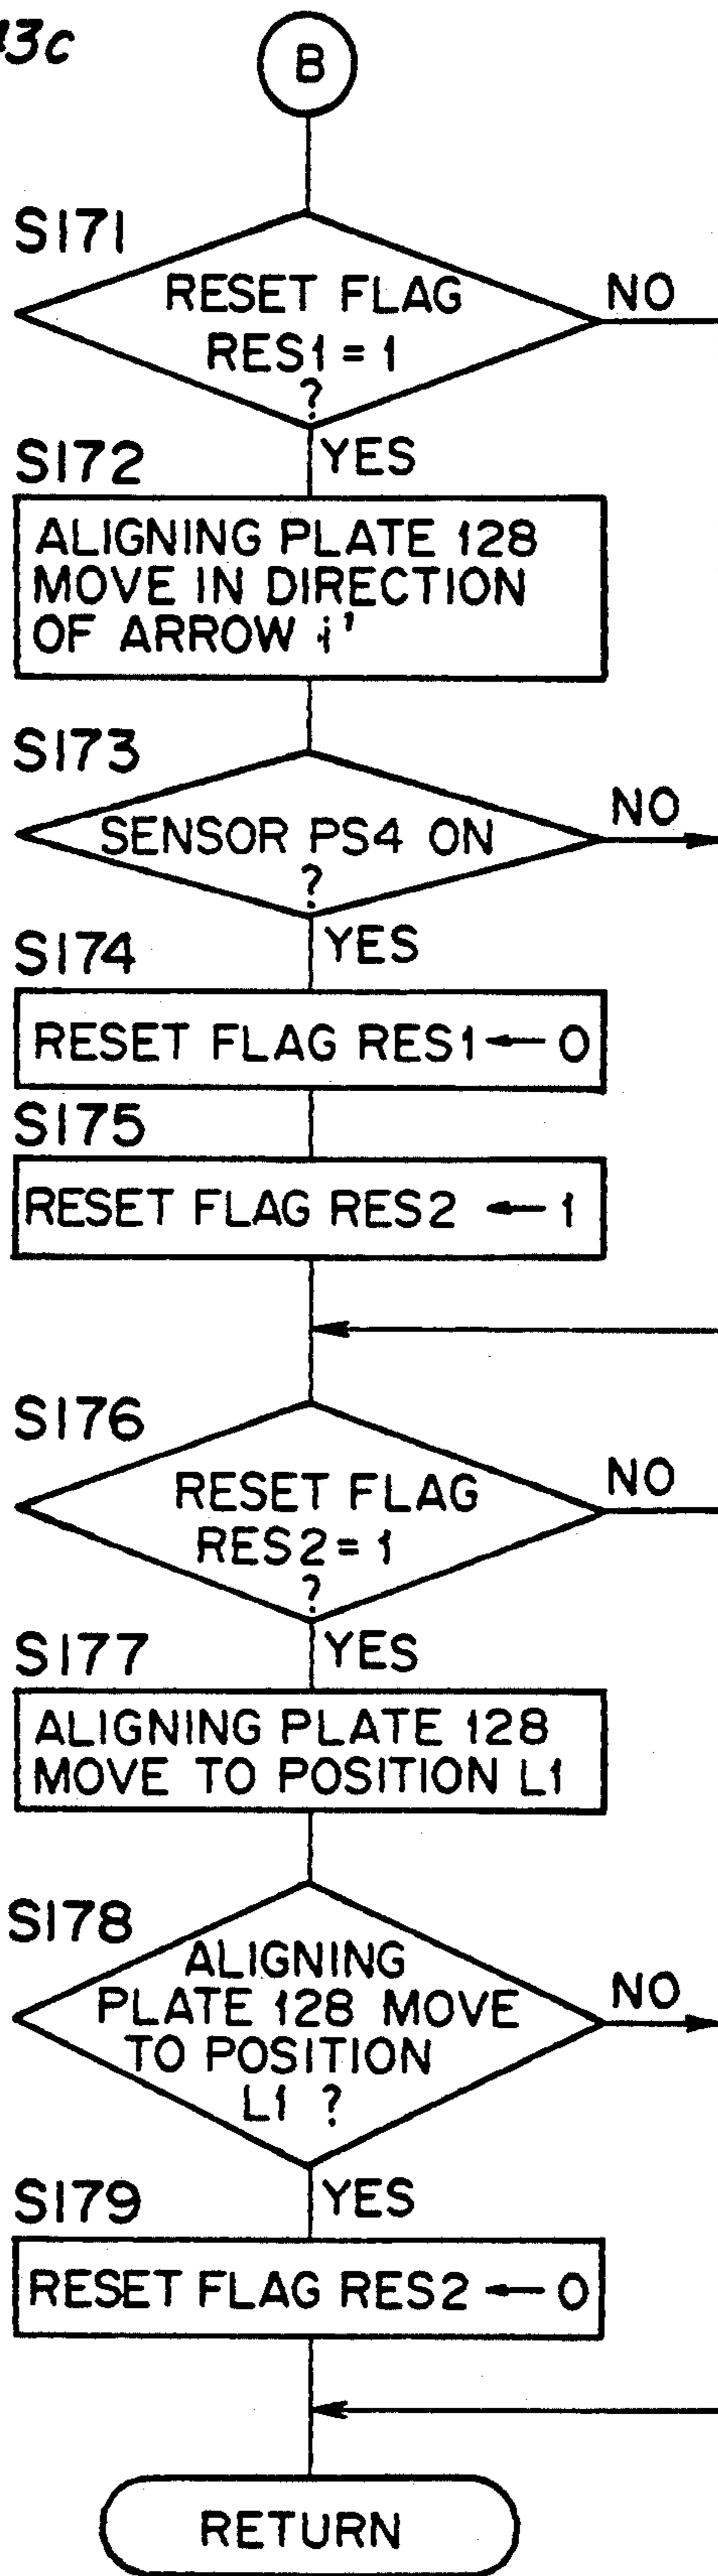 B
S171
RESET FLAG
RES1 = 1
?
NO
YES
S172
ALIGNING PLATE 128
MOVE IN DIRECTION
OF ARROW i'
S173
SENSOR PS4 ON
?
NO
YES
S174
RESET FLAG RES1 ← 0
S175
RESET FLAG RES2 ← 1
S176
RESET FLAG
RES2 = 1
?
NO
YES
S177
ALIGNING PLATE 128
MOVE TO POSITION L1
S178
ALIGNING
PLATE 128 MOVE
TO POSITION
L1 ?
NO
YES
S179
RESET FLAG RES2 ← 0
RETURN